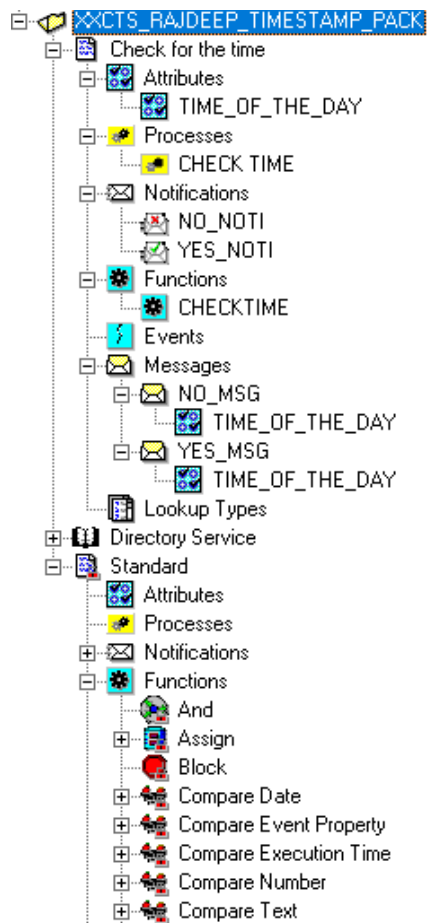 XXCTS_RAJDEEP_TIMESTAMP_PACK
Check for the time
Attributes
TIME_OF_THE_DAY
Processes
CHECK TIME
Notifications
NO_NOTI
YES_NOTI
Functions
CHECKTIME
Events
Messages
NO_MSG
TIME_OF_THE_DAY
YES_MSG
TIME_OF_THE_DAY
Lookup Types
Directory Service
Standard
Attributes
Processes
Notifications
Functions
And
Assign
Block
Compare Date
Compare Event Property
Compare Execution Time
Compare Number
Compare Text